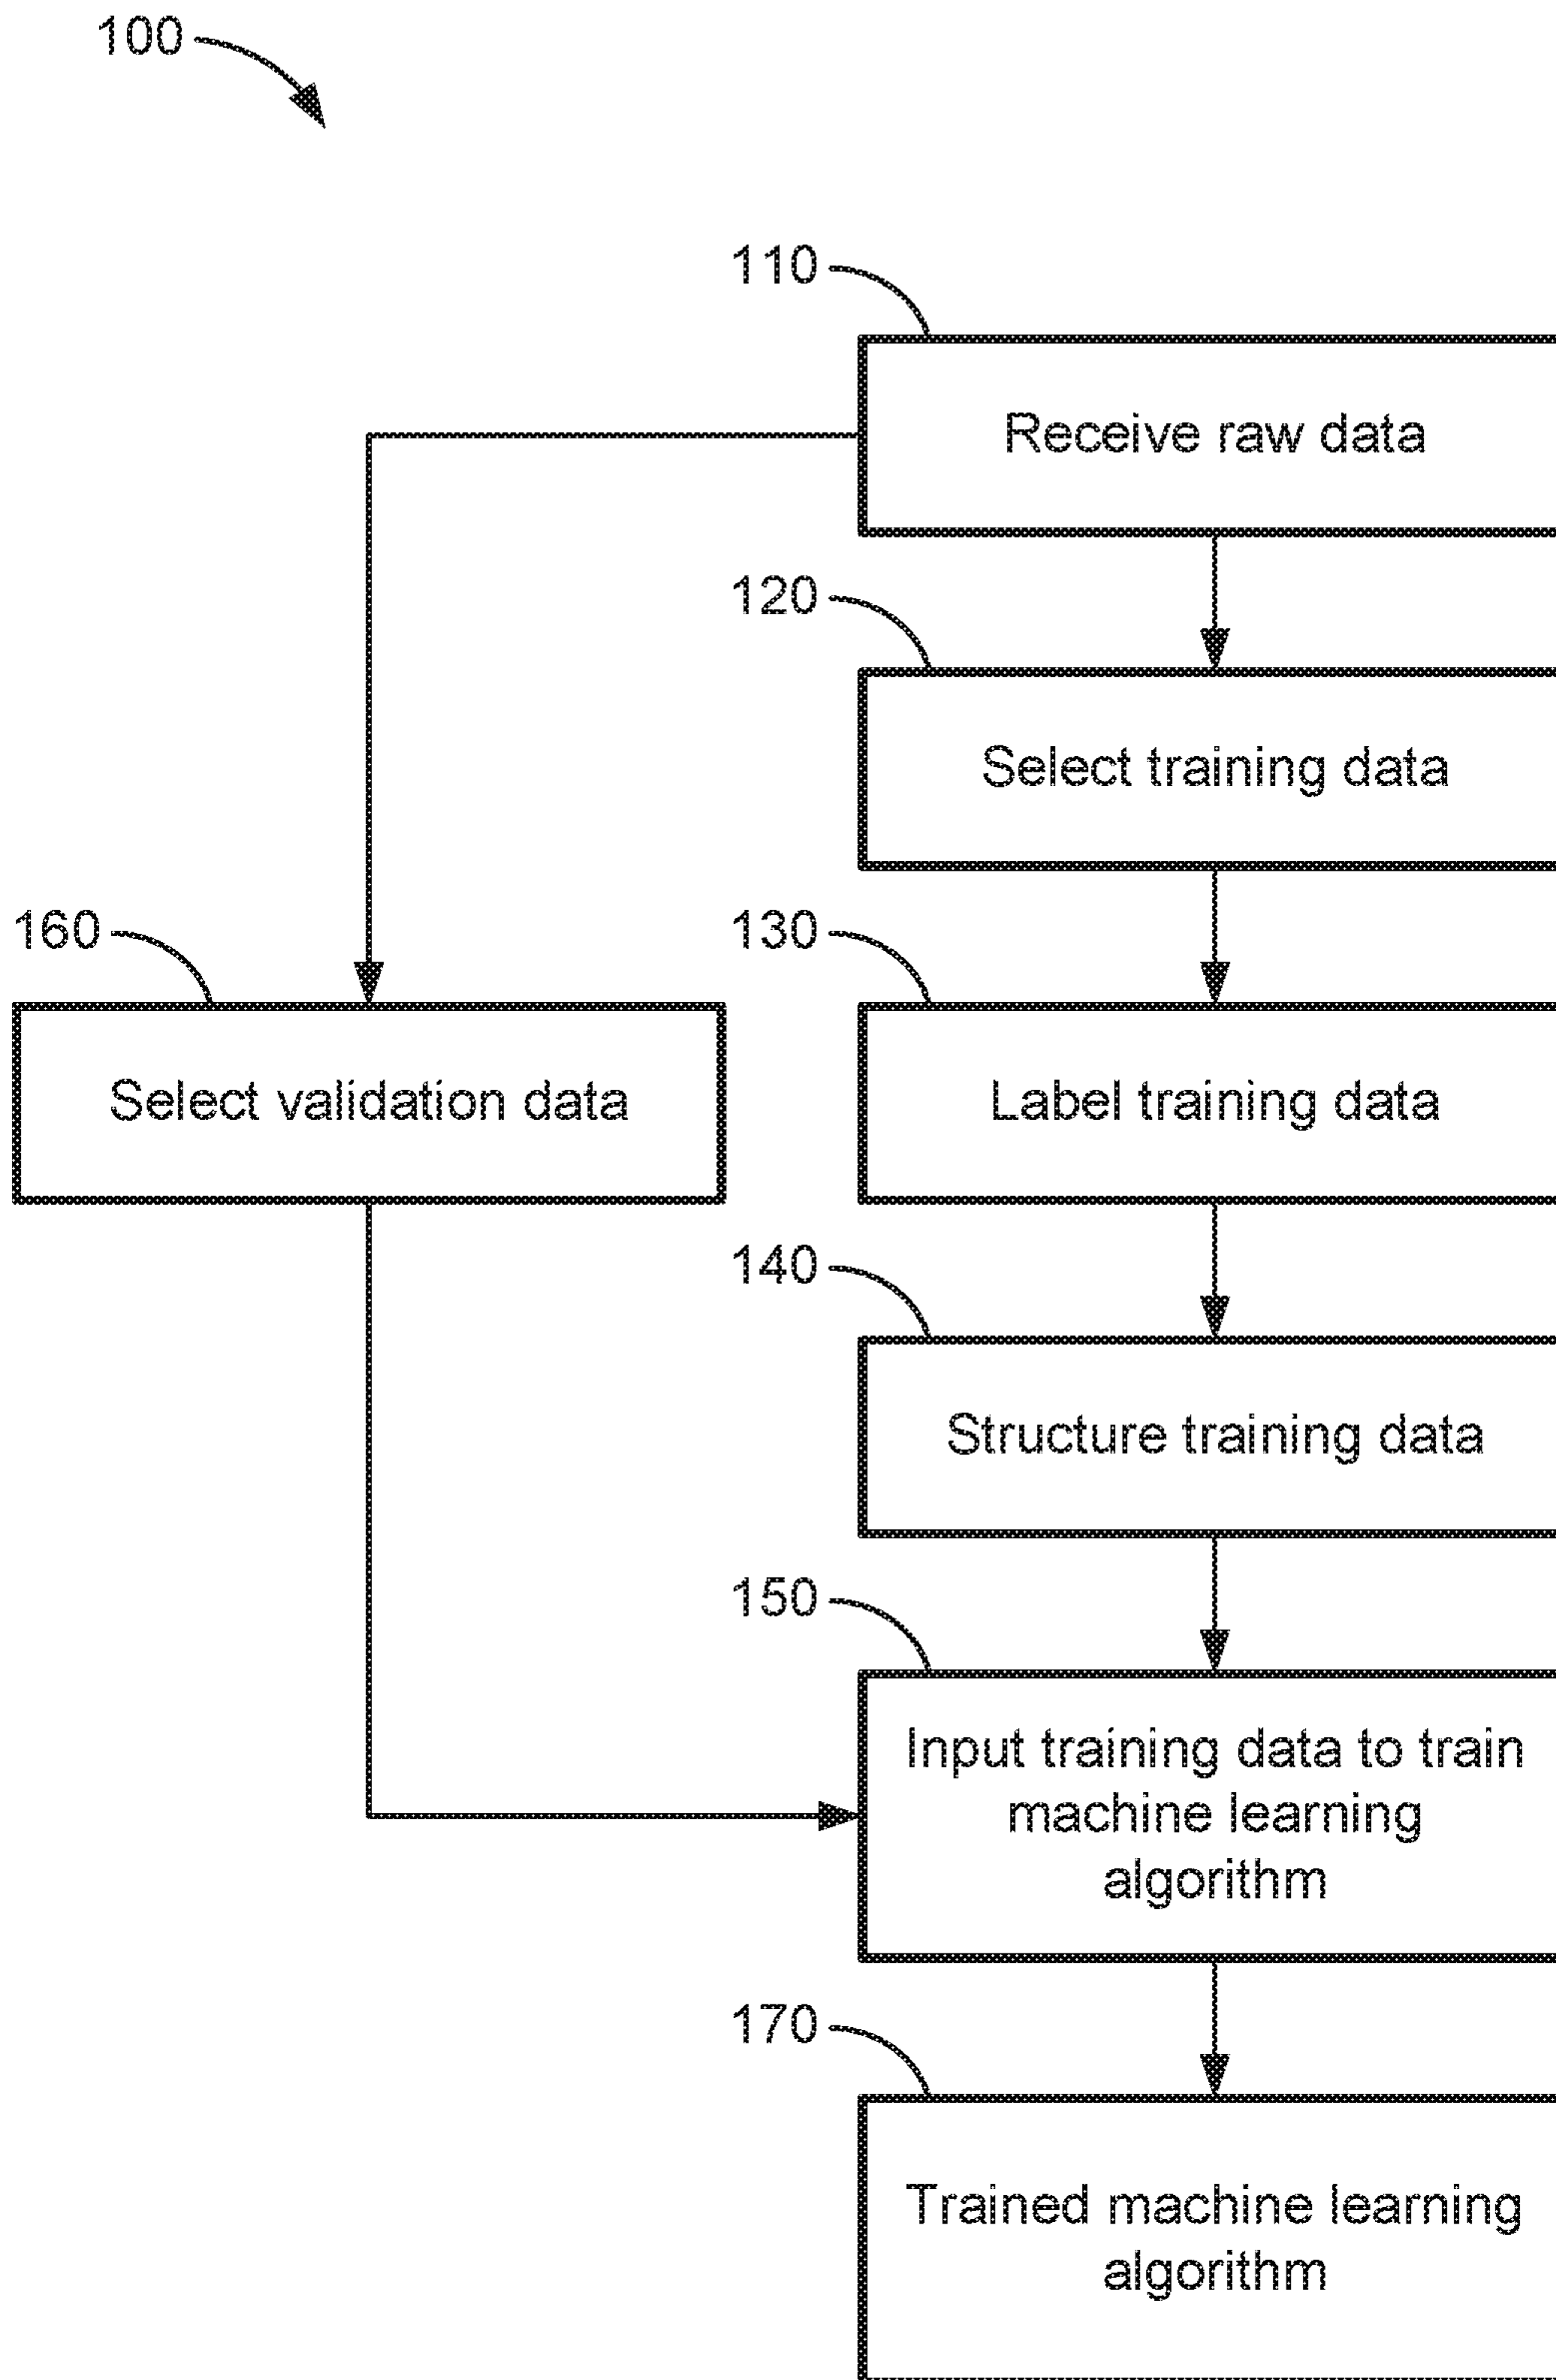 100
110
Receive raw data
120
Select training data
160
Select validation data
130
Label training data
140
Structure training data
150
Input training data to train
machine learning
algorithm
170
Trained machine learning
algorithm